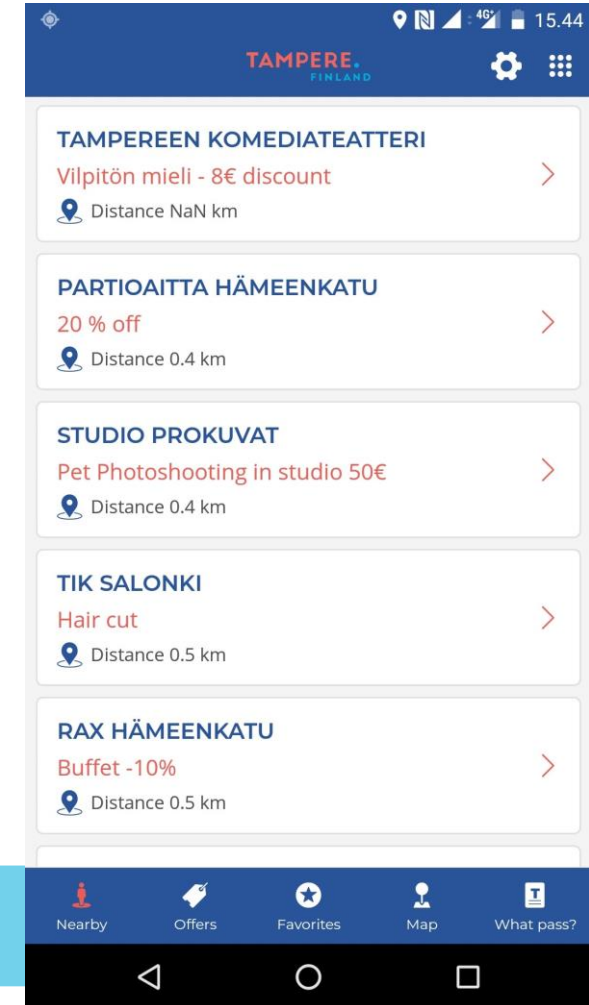 4G 15.44
TAMPERE.
FINLAND
TAMPEREEN KOMEDIATEATTERI
Vilpitön mieli - 8€ discount
Distance NaN km
PARTIOAITTA HÄMEENKATU
20 % off
Distance 0.4 km
STUDIO PROKUVAT
Pet Photoshooting in studio 50€
Distance 0.4 km
TIK SALONKI
Hair cut
Distance 0.5 km
RAX HÄMEENKATU
Buffet -10%
Distance 0.5 km
Nearby Offers Favorites Map What pass?